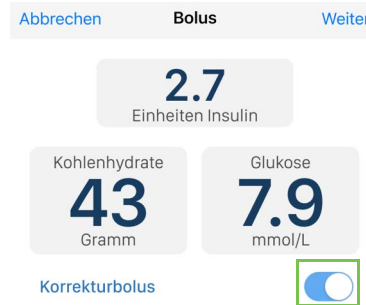 Abbrechen Bolus Weiter
2.7
Einheiten Insulin
Kohlenhydrate Glukose
43 7.9
Gramm mmol/L
Korrekturbolus